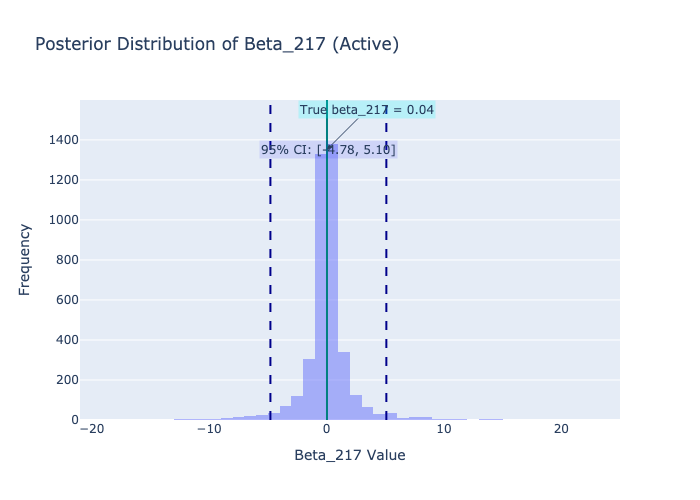 Posterior Distribution of Beta_217 (Active)
True beta_217 = 0.04
95% CI: [-4.78, 5.10]
1400
1200
1000
800
600
400
200
0
−20
−10
0
10
20
Frequency
Beta_217 Value